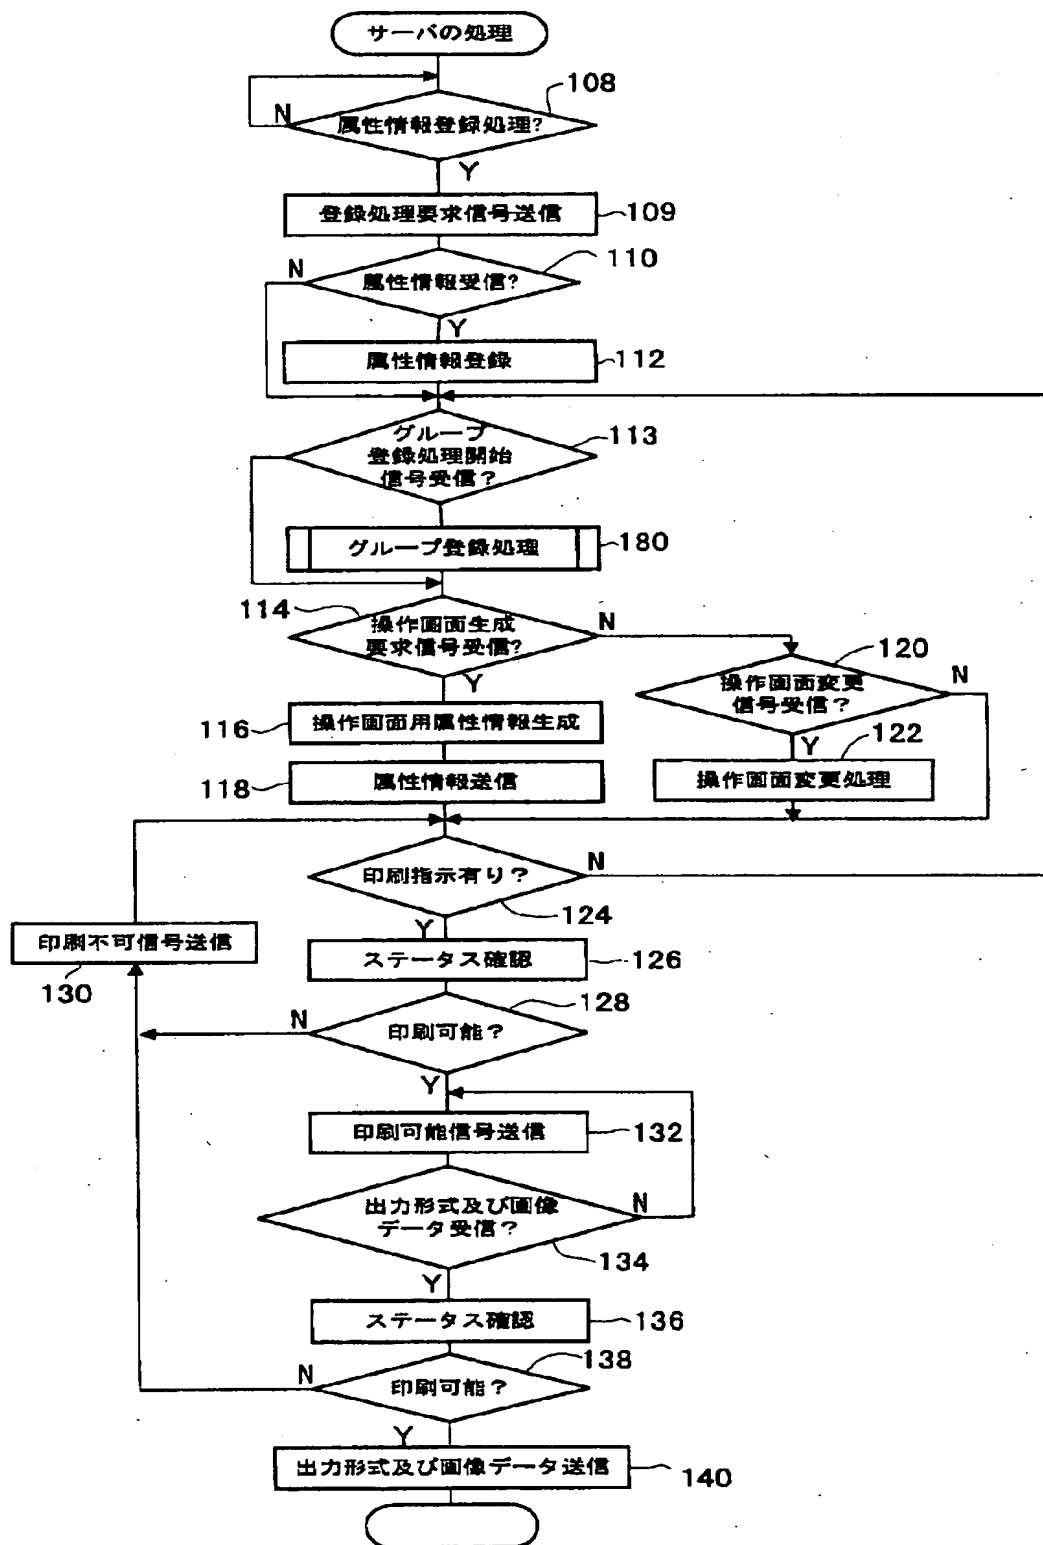 サーバの処理
108
N
属性情報登録処理?
Y
登録処理要求信号送信
109
N
110
属性情報受信?
Y
属性情報登録
112
グループ
登録処理開始
信号受信？
113
グループ登録処理
180
114
操作画面生成
要求信号受信?
N
Y
120
操作画面変更
信号受信？
N
Y
122
116
操作画面用属性情報生成
操作画面変更処理
118
属性情報送信
印刷指示有り？
N
124
Y
印刷不可信号送信
130
ステータス確認
126
128
N
印刷可能？
Y
印刷可能信号送信
132
出力形式及び画像
データ受信？
N
134
Y
ステータス確認
136
138
N
印刷可能？
Y
出力形式及び画像データ送信
140